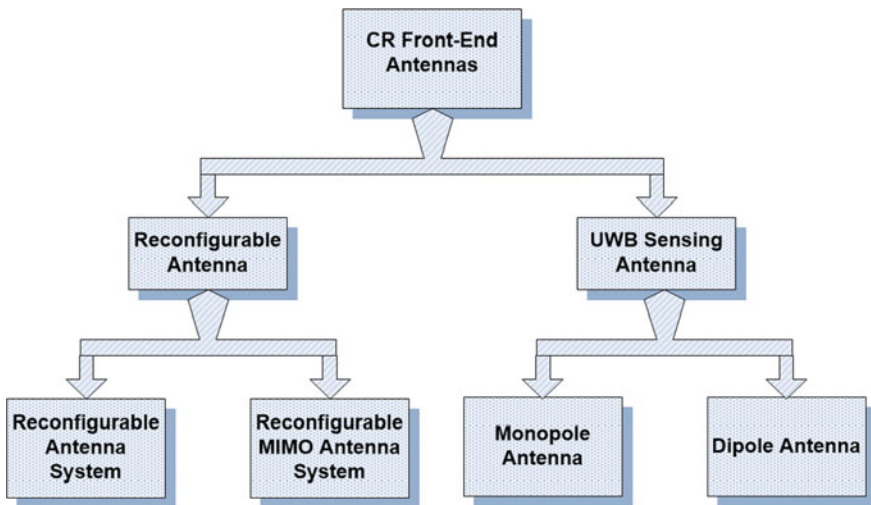 CR Front-End
Antennas
Reconfigurable
Antenna
UWB Sensing
Antenna
Reconfigurable
Antenna
System
Reconfigurable
MIMO Antenna
System
Monopole
Antenna
Dipole Antenna